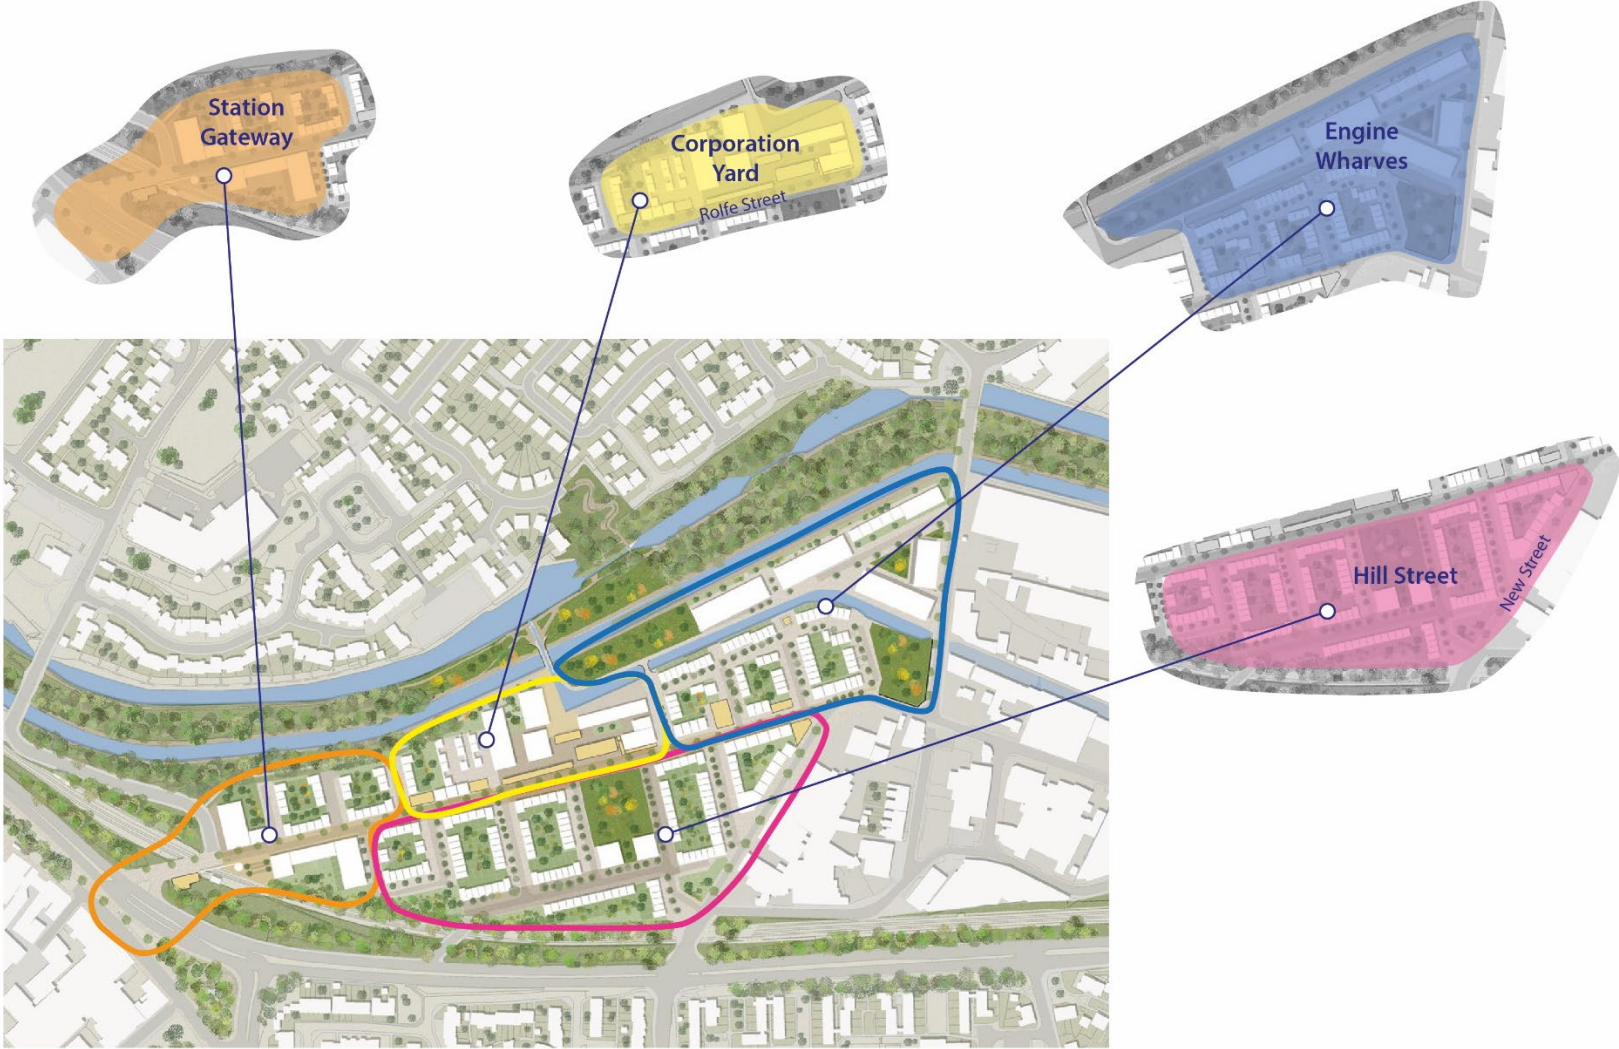 Station
Gateway
Corporation
Yard
Rolfe Street
Engine
Wharves
Hill Street
New Street